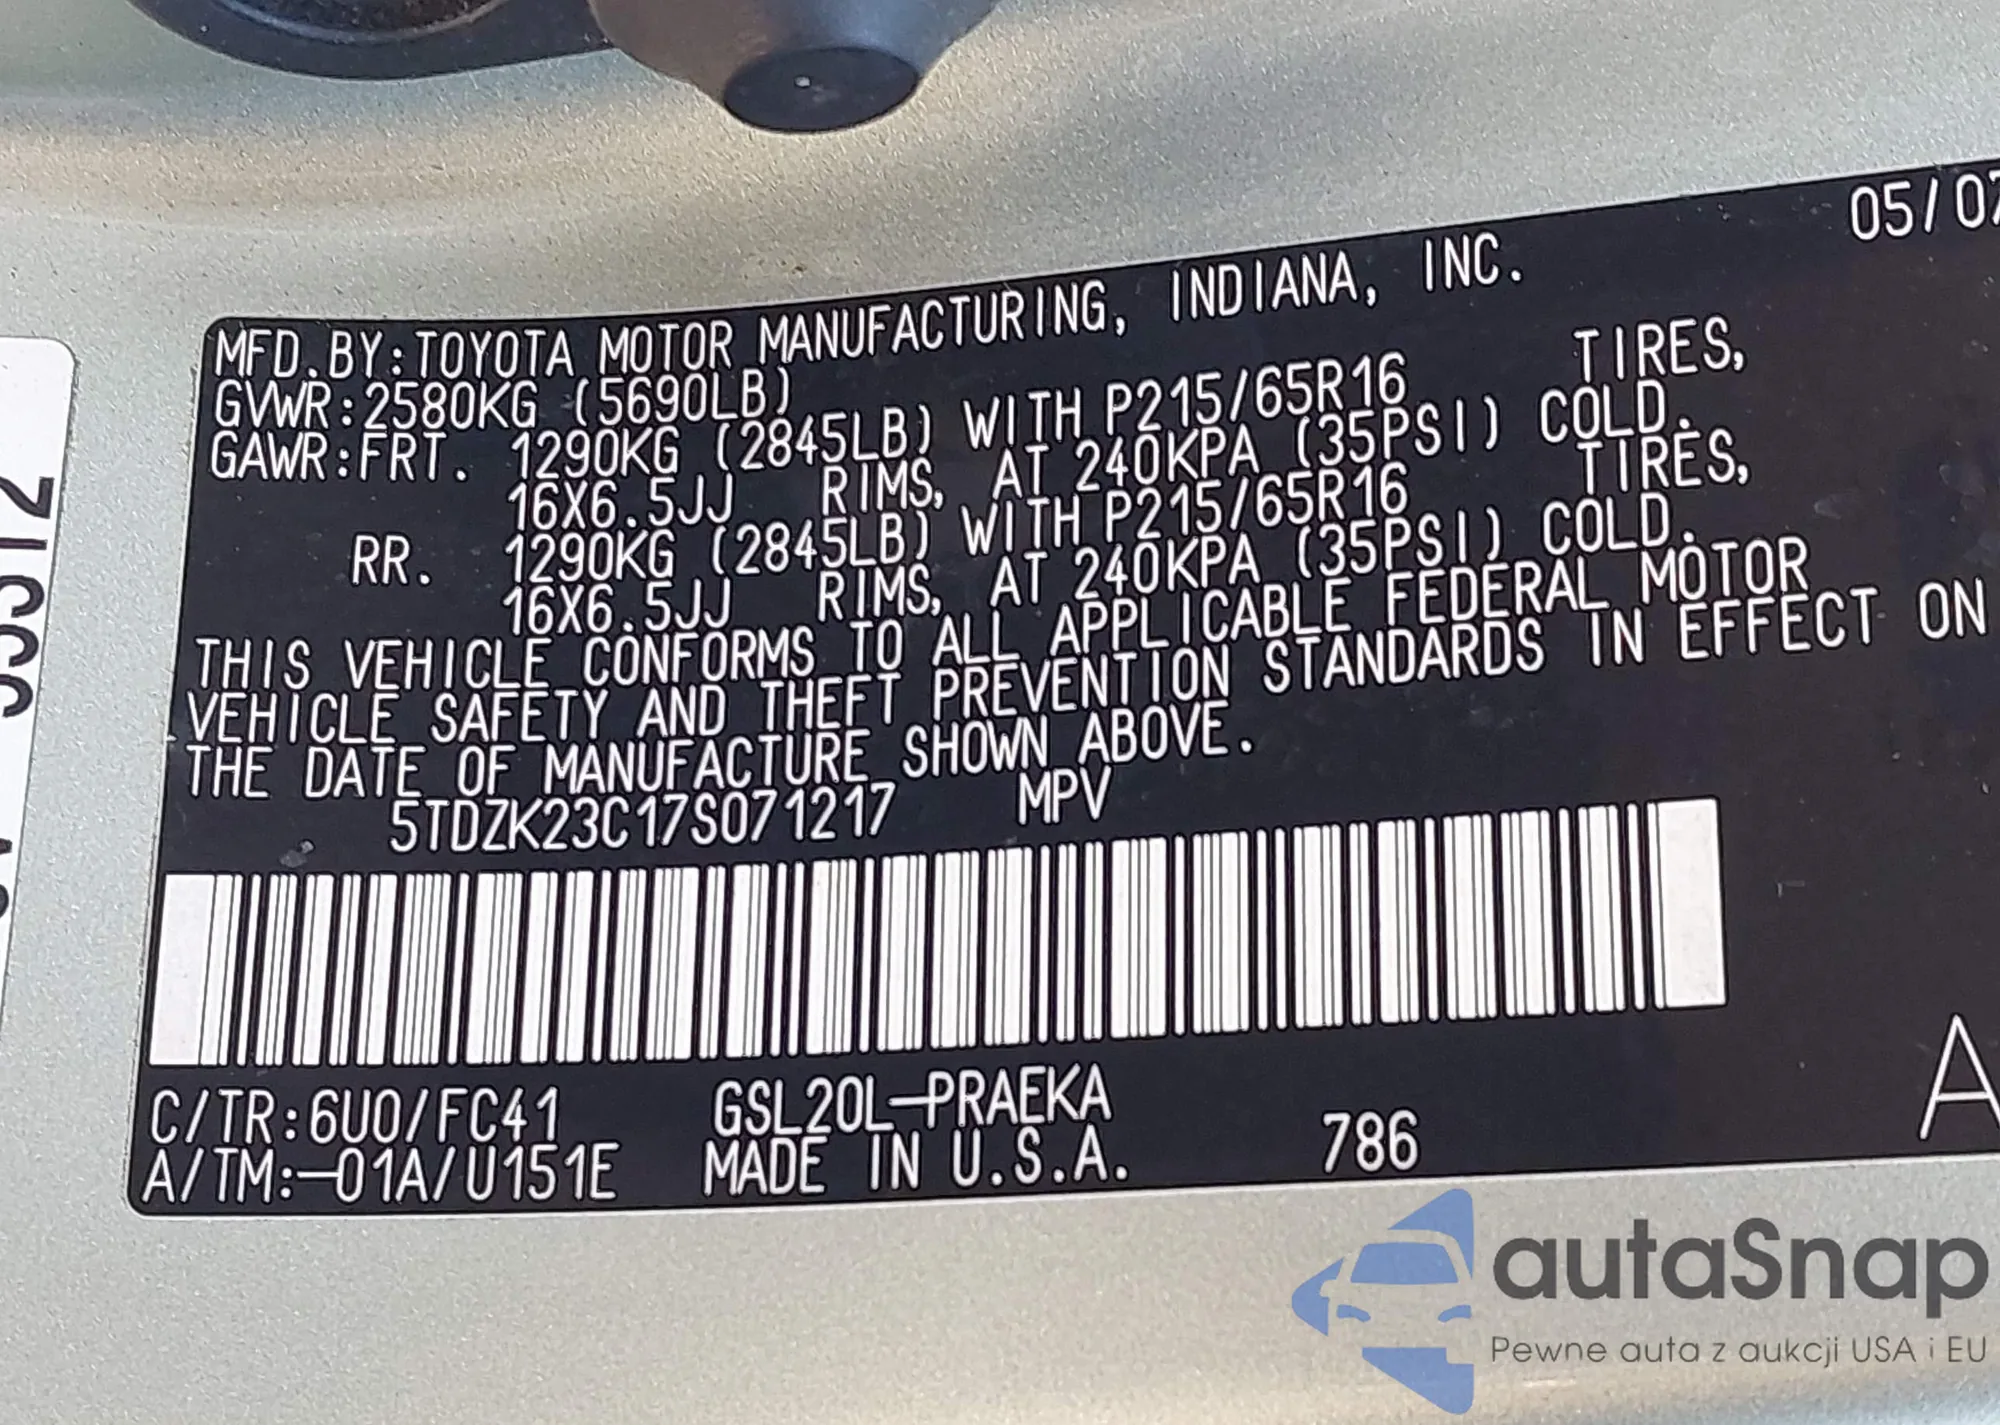 05/07
MFD.BY:TOYOTA MOTOR MANUFACTURING, INDIANA, INC.
GVWR:2580KG (5690LB)
GAWR:FRT. 1290KG (2845LB) WITH P215/65R16 TIRES,
16X6.5JJ RIMS, AT 240KPA (35PSI) COLD.
RR. 1290KG (2845LB) WITH P215/65R16 TIRES,
16X6.5JJ RIMS, AT 240KPA (35PSI) COLD.
THIS VEHICLE CONFORMS TO ALL APPLICABLE FEDERAL MOTOR
VEHICLE SAFETY AND THEFT PREVENTION STANDARDS IN EFFECT ON
THE DATE OF MANUFACTURE SHOWN ABOVE.
5TDZK23C17S071217 MPV
C/TR:6U0/FC41 GSL20L-PRAEKA
A/TM:-01A/U151E MADE IN U.S.A. 786
A
autaSnap
Pewne auta z aukcji USA i EU